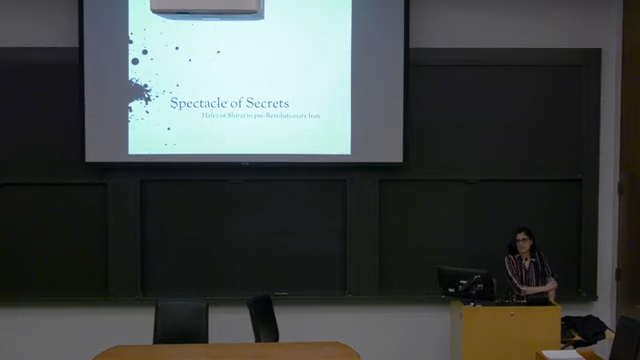 Spectacle of Secrets
Hafez of Shiraz in pre-Revolutionary Iran